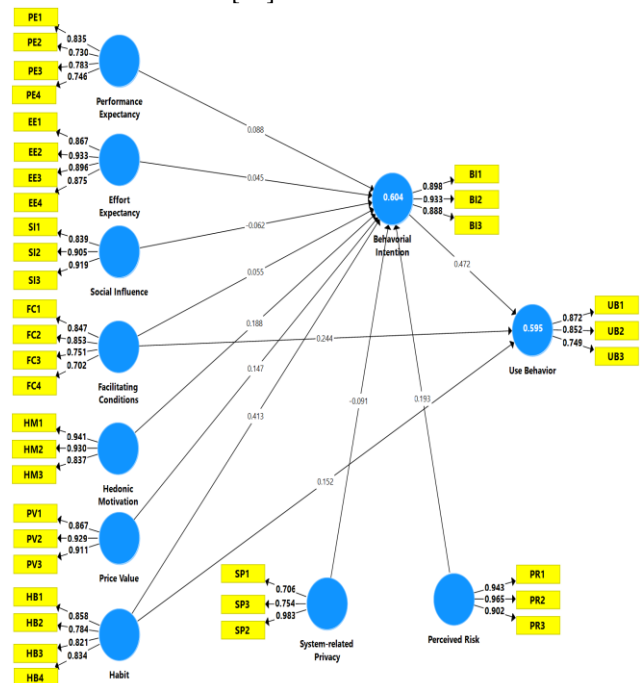 PE1
PE2
PE3
PE4
0.835
0.730
0.783
0.746
Performance
Expectancy
EE1
EE2
EE3
EE4
0.867
0.933
0.896
0.875
Effort
Expectancy
SI1
SI2
SI3
0.839
0.905
0.919
Social Influence
FC1
FC2
FC3
FC4
0.847
0.853
0.751
0.702
Facilitating
Conditions
HM1
HM2
HM3
0.941
0.930
0.837
Hedonic
Motivation
PV1
PV2
PV3
0.867
0.929
0.911
Price Value
HB1
HB2
HB3
HB4
0.858
0.784
0.821
0.834
Habit
0.088
0.045
-0.062
0.055
0.188
0.147
0.413
0.244
0.152
-0.091
0.193
0.472
0.604
Behavorial
Intention
0.898
0.933
0.888
BI1
BI2
BI3
0.595
Use Behavior
0.872
0.852
0.749
UB1
UB2
UB3
SP1
SP3
SP2
0.706
0.754
0.983
System-related
Privacy
Perceived Risk
0.943
0.965
0.902
PR1
PR2
PR3